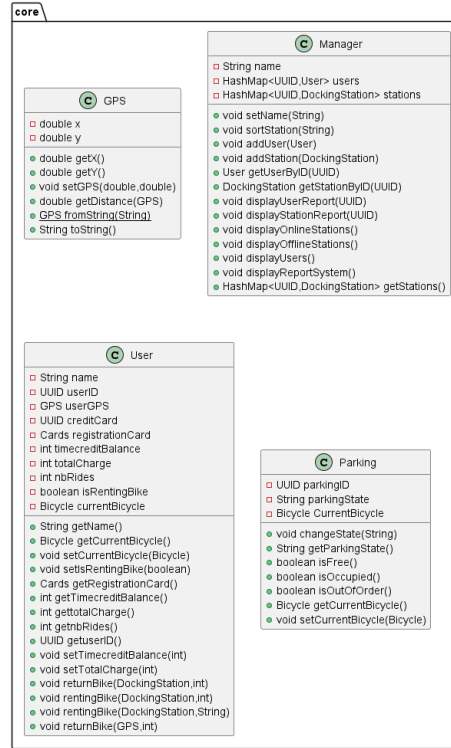 core
C Manager
String name
HashMap<UUID,User> users
HashMap<UUID,DockingStation> stations
void setName(String)
void sortStation(String)
void addUser(User)
void addStation(DockingStation)
User getUserByID(UUID)
DockingStation getStationByID(UUID)
void displayUserReport(UUID)
void displayStationReport(UUID)
void displayOnlineStations()
void displayOfflineStations()
void displayUsers()
void displayReportSystem()
HashMap<UUID,DockingStation> getStations()
C GPS
double x
double y
double getX()
double getY()
void setGPS(double,double)
double getDistance(GPS)
GPS fromString(String)
String toString()
C User
String name
UUID userID
GPS userGPS
UUID creditCard
Cards registrationCard
int timecreditBalance
int totalCharge
int nbRides
boolean isRentingBike
Bicycle currentBicycle
String getName()
Bicycle getCurrentBicycle()
void setCurrentBicycle(Bicycle)
void setIsRentingBike(boolean)
Cards getRegistrationCard()
int getTimecreditBalance()
int gettotalCharge()
int getnbRides()
UUID getuserID()
void setTimecreditBalance(int)
void setTotalCharge(int)
void returnBike(DockingStation,int)
void rentingBike(DockingStation,int)
void rentingBike(DockingStation,String)
void returnBike(GPS,int)
C Parking
UUID parkingID
String parkingState
Bicycle CurrentBicycle
void changeState(String)
String getParkingState()
boolean isFree()
boolean isOccupied()
boolean isOutOfOrder()
Bicycle getCurrentBicycle()
void setCurrentBicycle(Bicycle)